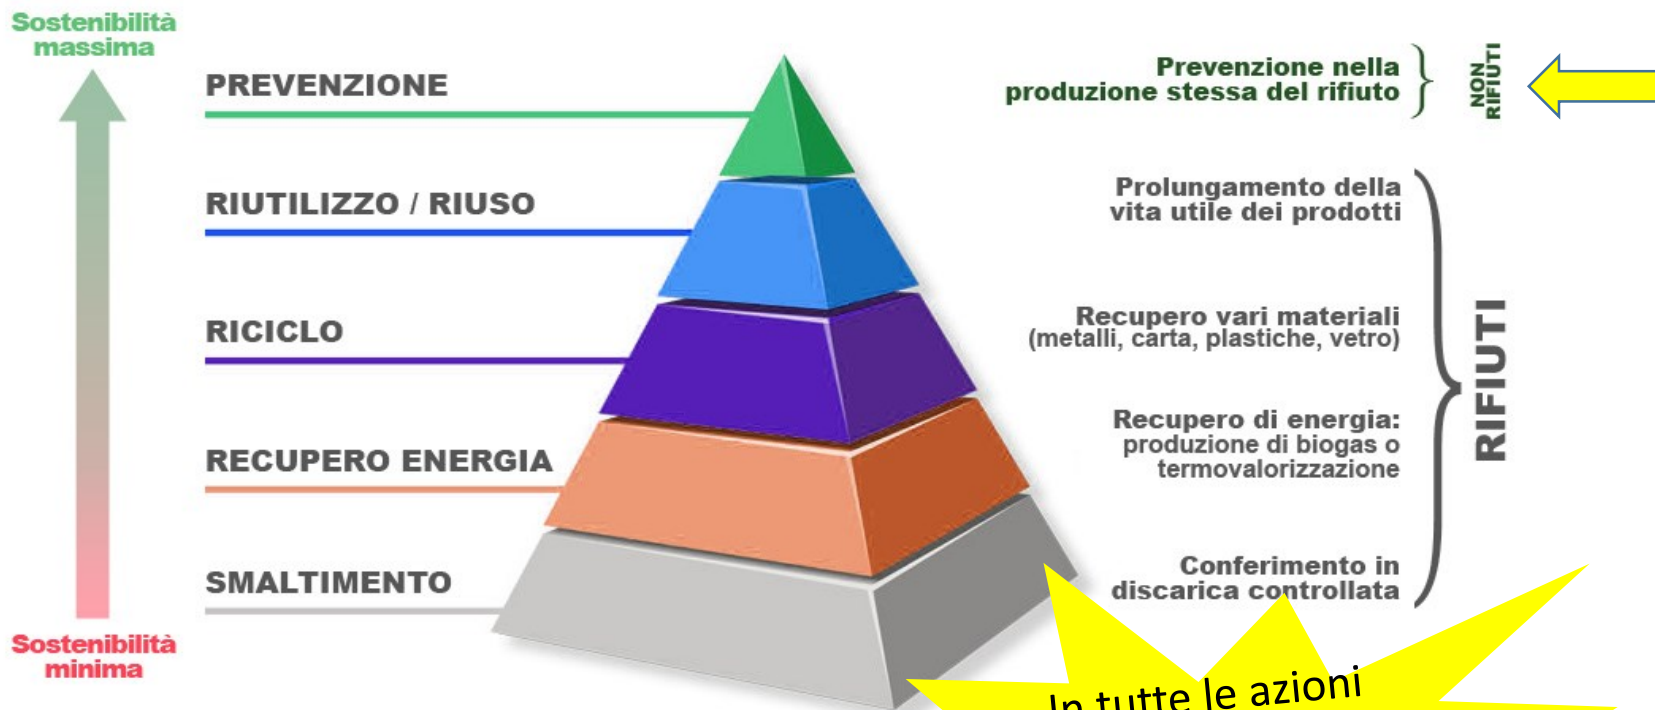 Sostenibilità
massima
PREVENZIONE
Prevenzione nella
produzione stessa del rifiuto
NON
RIFIUTI
RIUTILIZZO / RIUSO
Prolungamento della
vita utile dei prodotti
RICICLO
Recupero vari materiali
(metalli, carta, plastiche, vetro)
RIFIUTI
RECUPERO ENERGIA
Recupero di energia:
produzione di biogas o
termovalorizzazione
SMALTIMENTO
Conferimento in
discarica controllata
Sostenibilità
minima
In tutte le azioni